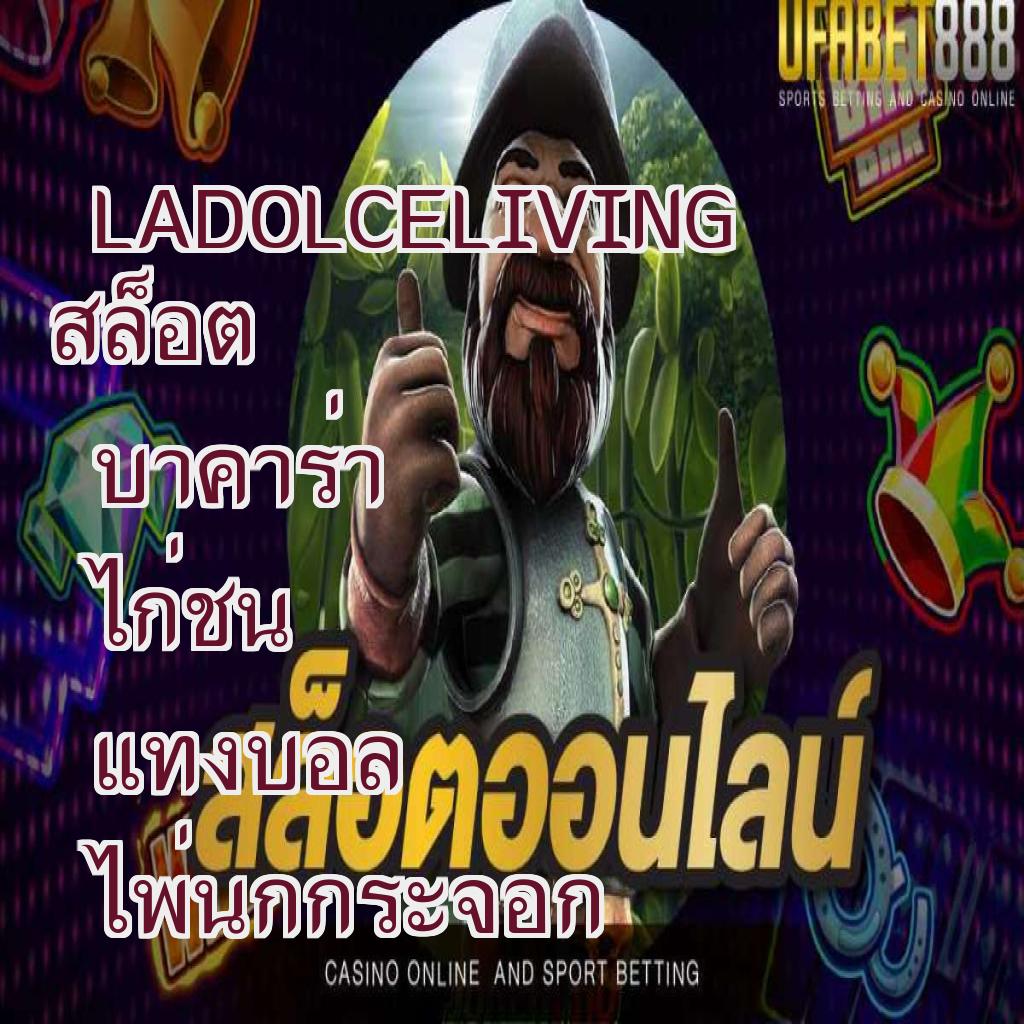 UFABET888
SPORTS BETTING AND CASINO ONLINE
BAR
LADOLCELIVING
สล็อต
บาคาร่า
ไก่ชน
แทงบอล
สล็อตออนไลน์
ไพ่นกกระจอก
CASINO ONLINE AND SPORT BETTING